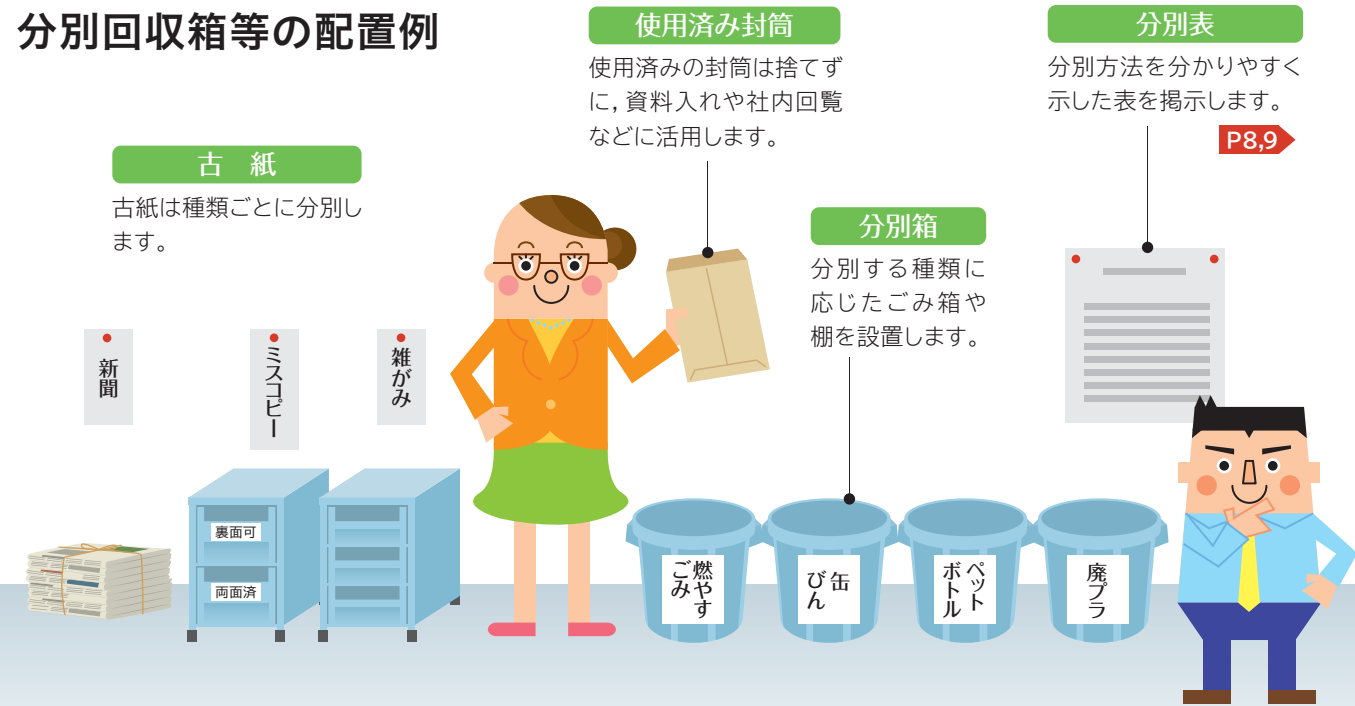 分別回収箱等の配置例
使用済み封筒
使用済みの封筒は捨てず
に，資料入れや社内回覧
などに活用します。
分別表
分別方法を分かりやすく
示した表を掲示します。
P8,9
古　紙
古紙は種類ごとに分別し
ます。
分別箱
分別する種類に
応じたごみ箱や
棚を設置します。
新聞
ミスコピー
雑がみ
裏面可
両面済
燃やす
ごみ
缶
びん
ペット
ボトル
廃プラ